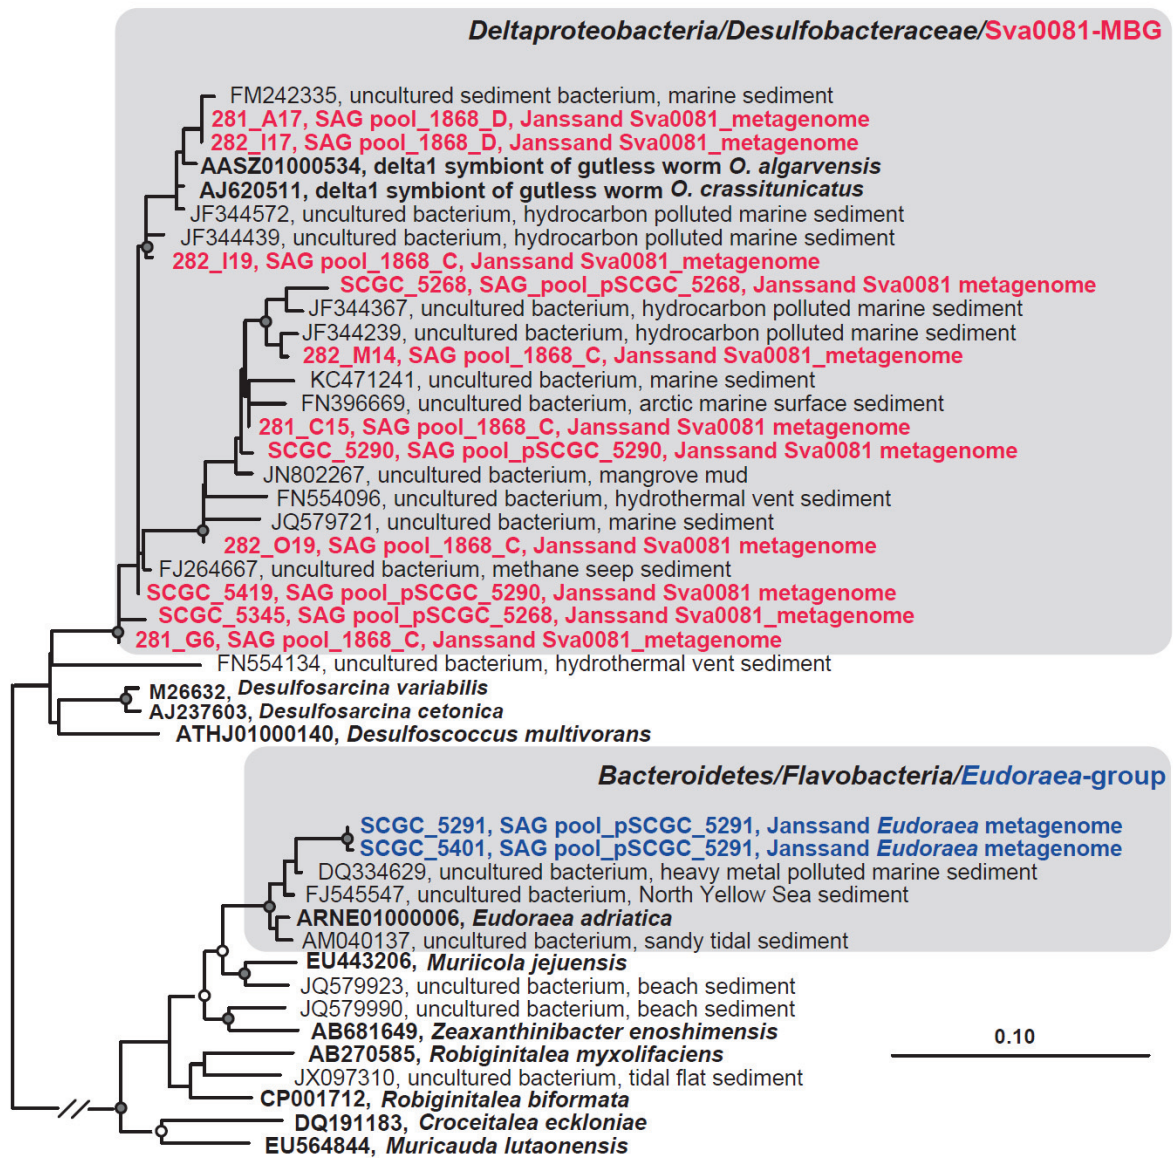 Deltaproteobacteria/Desulfobacteraceae/Sva0081-MBG
FM242335, uncultured sediment bacterium, marine sediment
281_A17, SAG pool_1868_D, Janssand Sva0081_metagenome
282_I17, SAG pool_1868_D, Janssand Sva0081_metagenome
AASZ01000534, delta1 symbiont of gutless worm O. algarvensis
AJ620511, delta1 symbiont of gutless worm O. crassitunicatus
JF344572, uncultured bacterium, hydrocarbon polluted marine sediment
JF344439, uncultured bacterium, hydrocarbon polluted marine sediment
282_I19, SAG pool_1868_C, Janssand Sva0081_metagenome
SCGC_5268, SAG_pool_pSCGC_5268, Janssand Sva0081 metagenome
JF344367, uncultured bacterium, hydrocarbon polluted marine sediment
JF344239, uncultured bacterium, hydrocarbon polluted marine sediment
282_M14, SAG pool_1868_C, Janssand Sva0081_metagenome
KC471241, uncultured bacterium, marine sediment
FN396669, uncultured bacterium, arctic marine surface sediment
281_C15, SAG pool_1868_C, Janssand Sva0081 metagenome
SCGC_5290, SAG pool_pSCGC_5290, Janssand Sva0081 metagenome
JN802267, uncultured bacterium, mangrove mud
FN554096, uncultured bacterium, hydrothermal vent sediment
JQ579721, uncultured bacterium, marine sediment
282_O19, SAG pool_1868_C, Janssand Sva0081 metagenome
FJ264667, uncultured bacterium, methane seep sediment
SCGC_5419, SAG pool_pSCGC_5290, Janssand Sva0081 metagenome
SCGC_5345, SAG pool_pSCGC_5268, Janssand Sva0081_metagenome
281_G6, SAG pool_1868_C, Janssand Sva0081_metagenome
FN554134, uncultured bacterium, hydrothermal vent sediment
M26632, Desulfosarcina variabilis
AJ237603, Desulfosarcina cetonica
ATHJ01000140, Desulfoscoccus multivorans
Bacteroidetes/Flavobacteria/Eudoraea-group
SCGC_5291, SAG pool_pSCGC_5291, Janssand Eudoraea metagenome
SCGC_5401, SAG pool_pSCGC_5291, Janssand Eudoraea metagenome
DQ334629, uncultured bacterium, heavy metal polluted marine sediment
FJ545547, uncultured bacterium, North Yellow Sea sediment
ARNE01000006, Eudoraea adriatica
AM040137, uncultured bacterium, sandy tidal sediment
EU443206, Muriicola jejuensis
JQ579923, uncultured bacterium, beach sediment
JQ579990, uncultured bacterium, beach sediment
AB681649, Zeaxanthinibacter enoshimensis
0.10
AB270585, Robiginitalea myxolifaciens
JX097310, uncultured bacterium, tidal flat sediment
CP001712, Robiginitalea biformata
DQ191183, Croceitalea eckloniae
EU564844, Muricauda lutaonensis